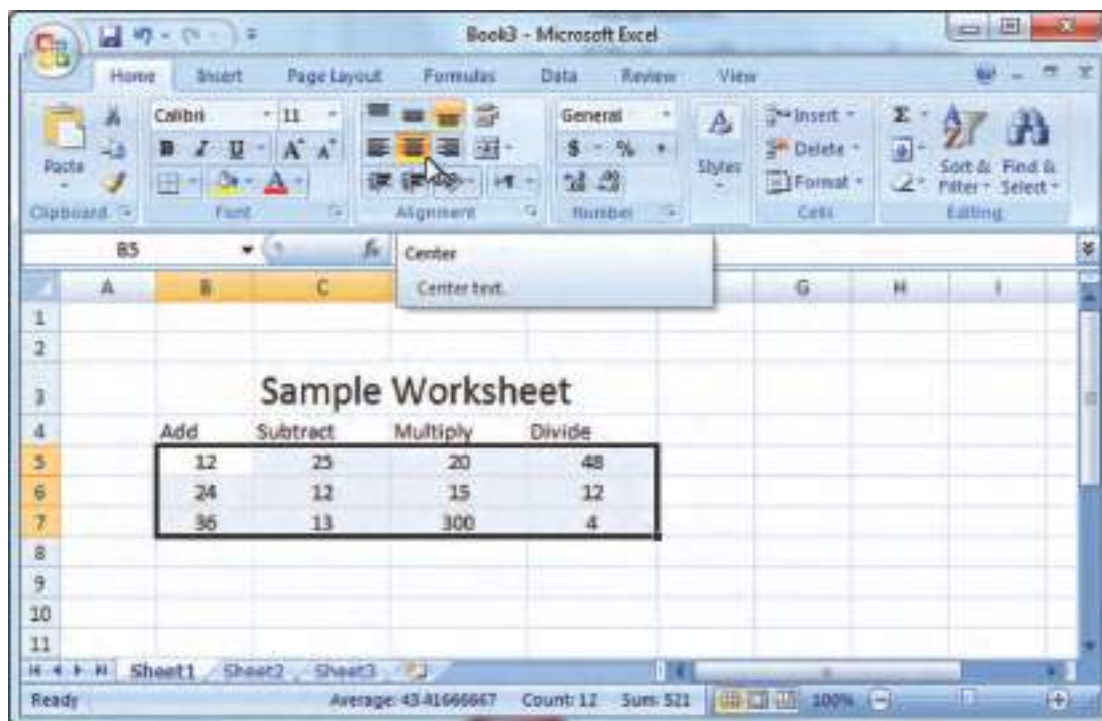 Book3 - Microsoft Excel
Home Insert Page Layout Formulas Data Review View
Calibri 11 General Insert Σ
Paste B I U A A $ % Styles Delete Sort & Find &
A Format Filter Select
Clipboard Font Alignment Number Cells Editing
B5 fx Center
Center text.
A B C G H I
1
2
3 Sample Worksheet
4 Add Subtract Multiply Divide
5 12 25 20 48
6 24 12 15 12
7 36 13 300 4
8
9
10
11
Sheet1 Sheet2 Sheet3
Ready Average: 43.41666667 Count: 12 Sum: 521 100%